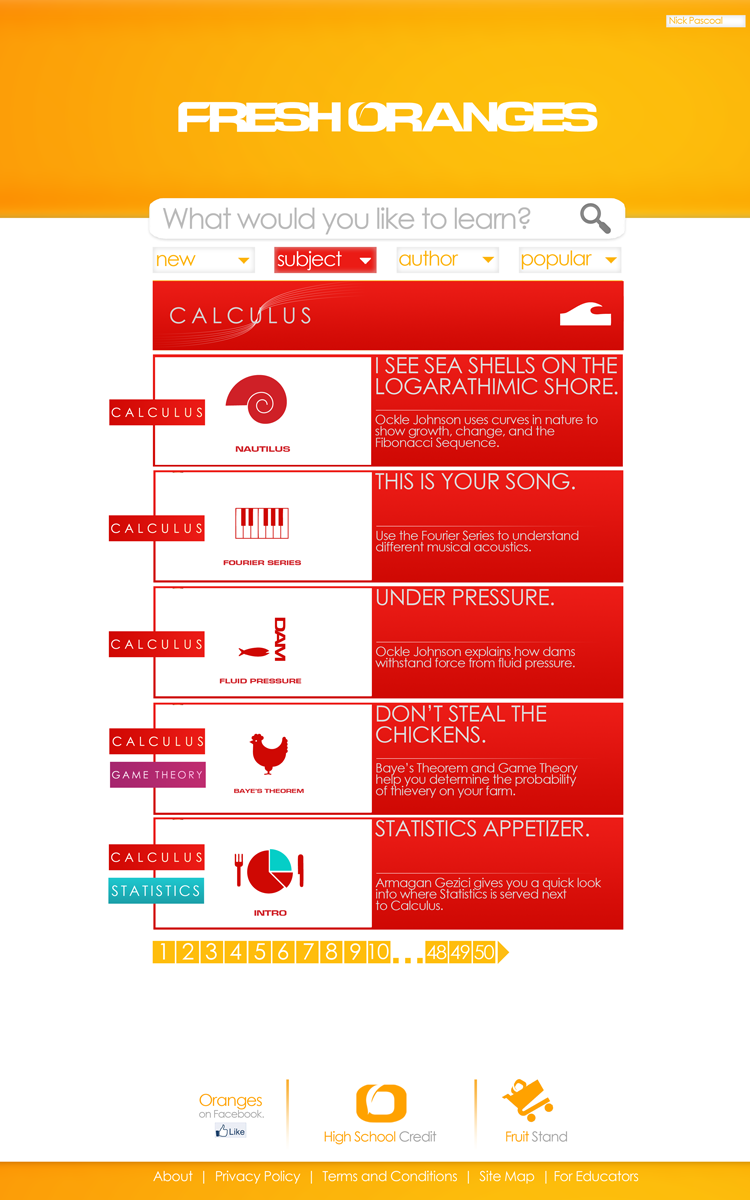 Nick Pascoal
FRESH ORANGES
What would you like to learn?
new
subject
author
popular
CALCULUS
CALCULUS
NAUTILUS
I SEE SEA SHELLS ON THE
LOGARATHIMIC SHORE.
Ockle Johnson uses curves in nature to
show growth, change, and the
Fibonacci Sequence.
CALCULUS
FOURIER SERIES
THIS IS YOUR SONG.
Use the Fourier Series to understand
different musical acoustics.
CALCULUS
DAM
FLUID PRESSURE
UNDER PRESSURE.
Ockle Johnson explains how dams
withstand force from fluid pressure.
CALCULUS
GAME THEORY
BAYE'S THEOREM
DON'T STEAL THE
CHICKENS.
Baye's Theorem and Game Theory
help you determine the probability
of thievery on your farm.
CALCULUS
STATISTICS
INTRO
STATISTICS APPETIZER.
Armagan Gezici gives you a quick look
into where Statistics is served next
to Calculus.
1 2 3 4 5 6 7 8 9 10 ... 48 49 50
Oranges
on Facebook.
Like
High School Credit
Fruit Stand
About | Privacy Policy | Terms and Conditions | Site Map | For Educators